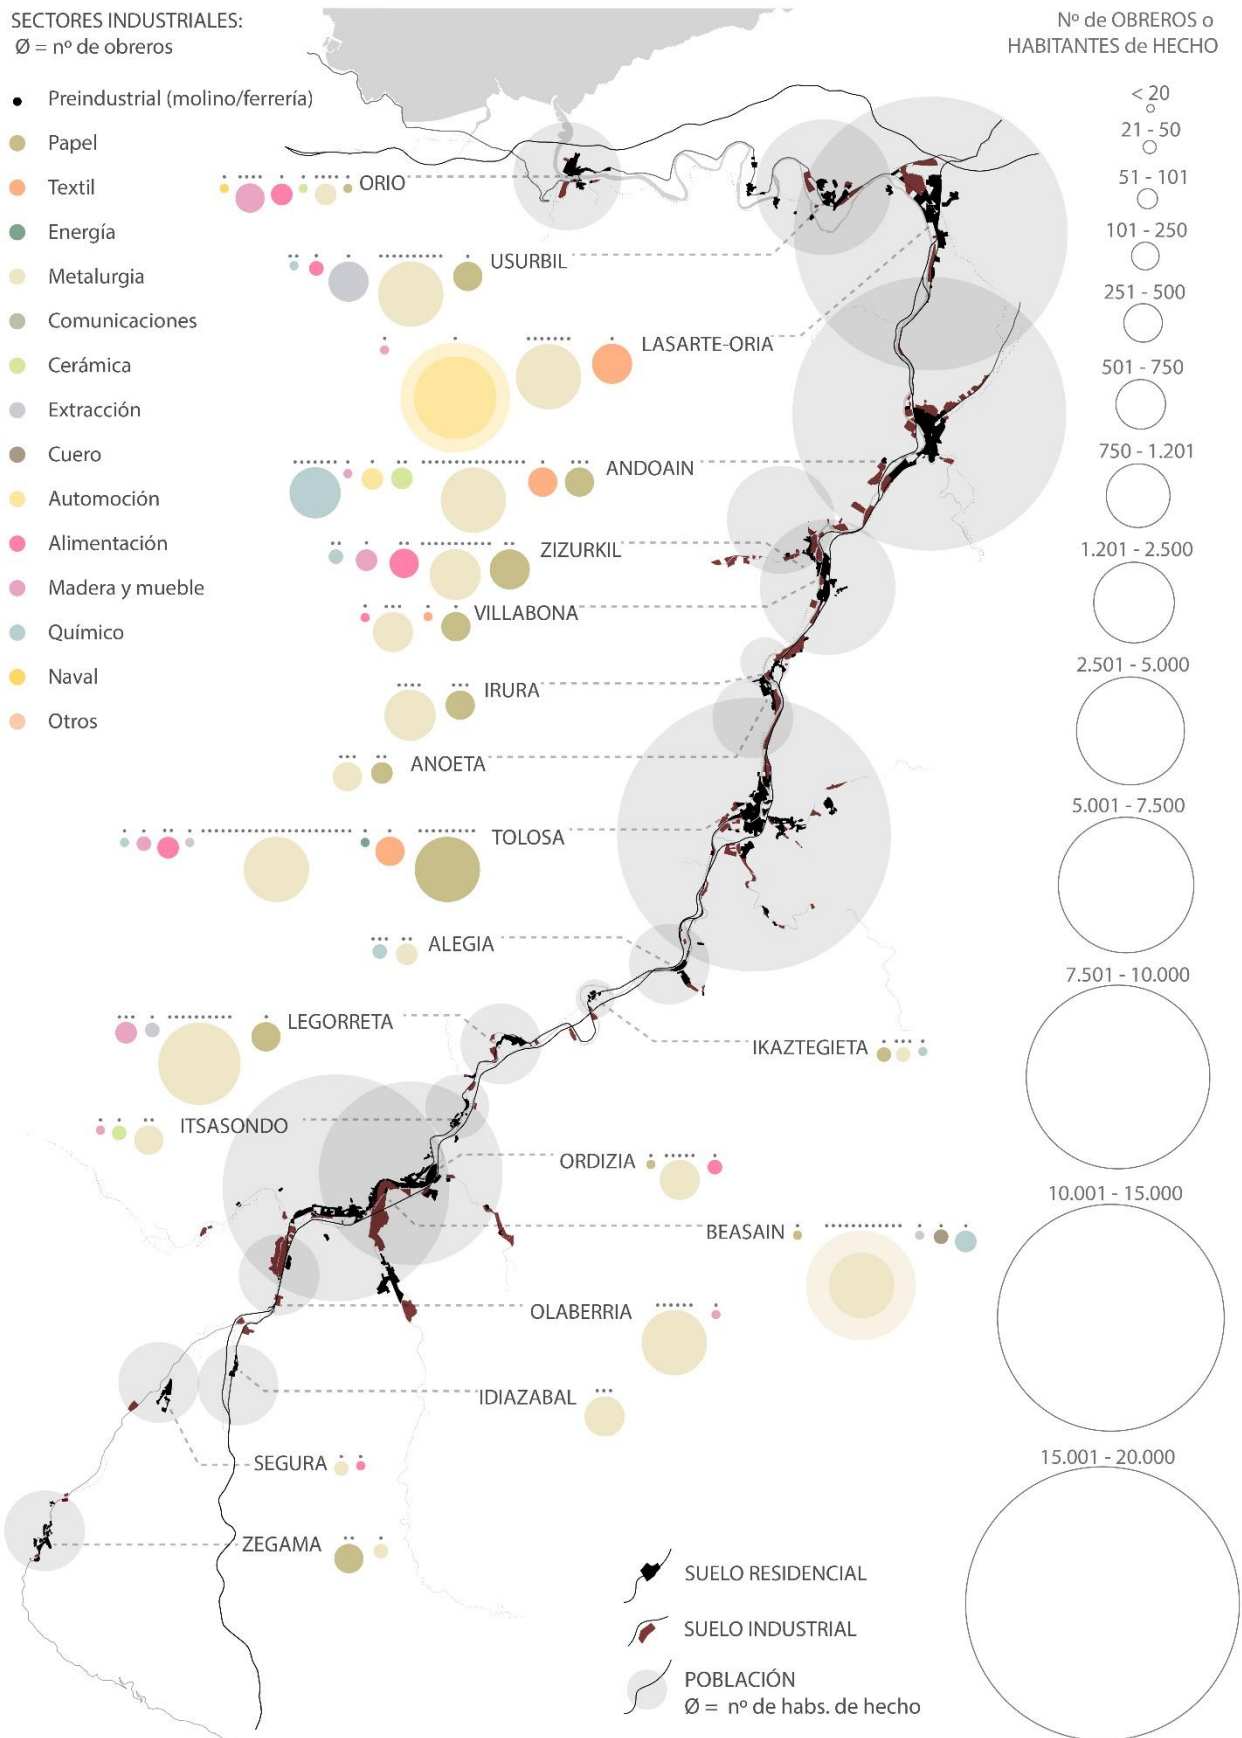 SECTORES INDUSTRIALES:
Ø = nº de obreros
Preindustrial (molino/ferrería)
Papel
Textil
Energía
Metalurgia
Comunicaciones
Cerámica
Extracción
Cuero
Automoción
Alimentación
Madera y mueble
Químico
Naval
Otros
Nº de OBREROS o
HABITANTES de HECHO
< 20
21 - 50
51 - 101
101 - 250
251 - 500
501 - 750
750 - 1.201
1.201 - 2.500
2.501 - 5.000
5.001 - 7.500
7.501 - 10.000
10.001 - 15.000
15.001 - 20.000
ORIO
USURBIL
LASARTE-ORIA
ANDOAIN
ZIZURKIL
VILLABONA
IRURA
ANOETA
TOLOSA
ALEGIA
LEGORRETA
IKAZTEGIETA
ITSASONDO
ORDIZIA
BEASAIN
OLABERRIA
IDIAZABAL
SEGURA
ZEGAMA
SUELO RESIDENCIAL
SUELO INDUSTRIAL
POBLACIÓN
Ø = nº de habs. de hecho